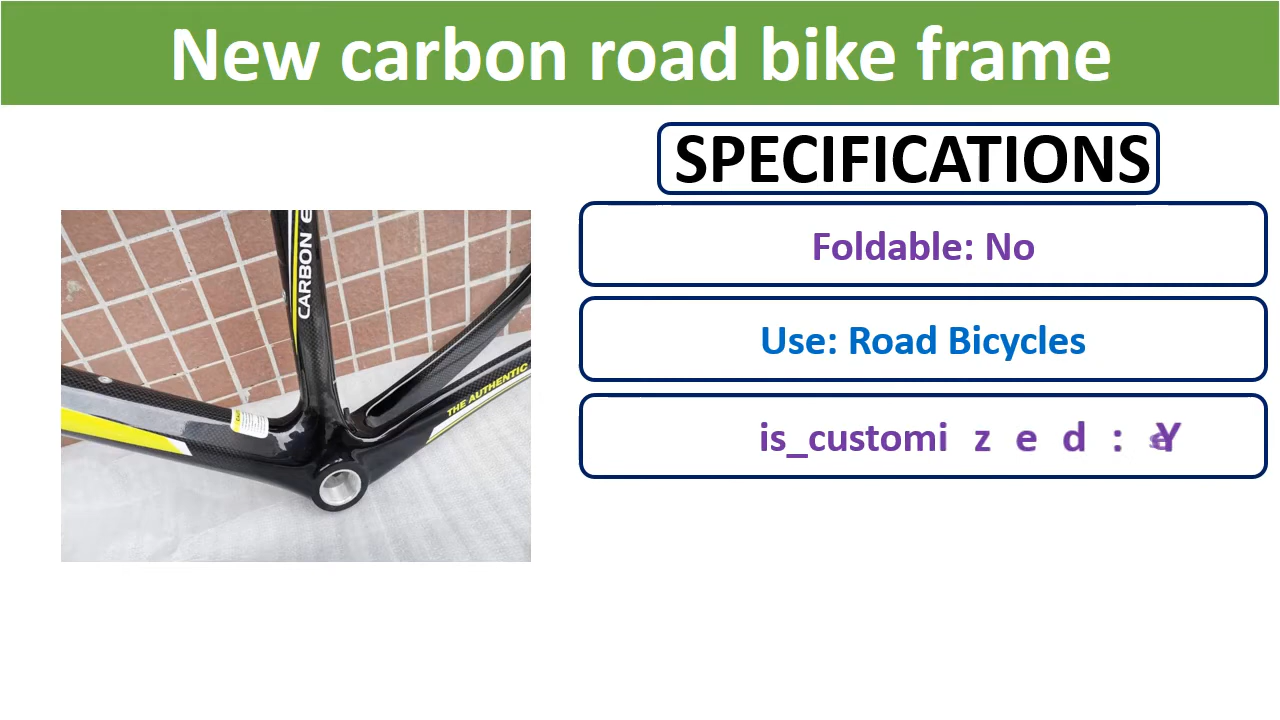 New carbon road bike frame
SPECIFICATIONS
Foldable: No
Use: Road Bicycles
is_customized:
CARBON
THE AUTHENTIC